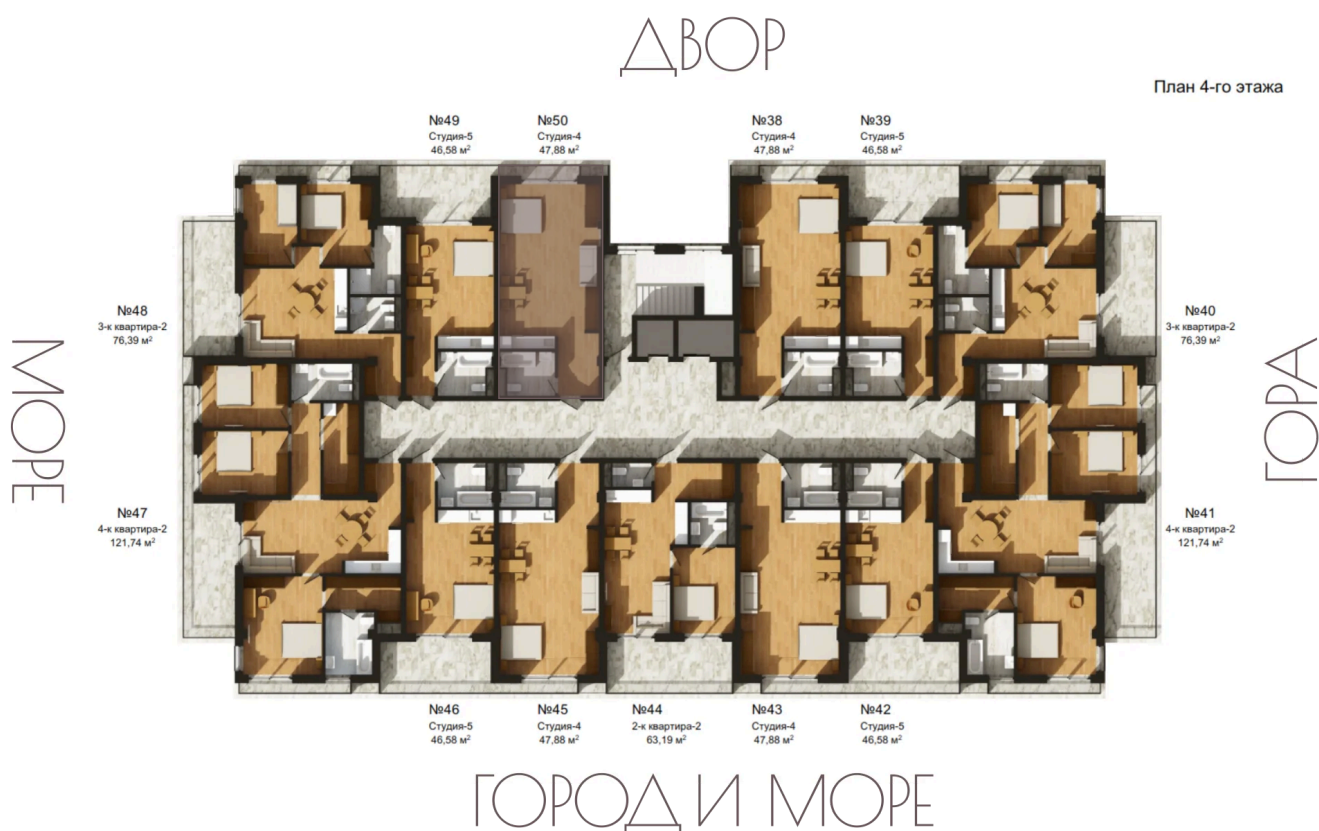 ДВОР
План 4-го этажа
№49
Студия-5
46,58 м²
№50
Студия-4
47,88 м²
№38
Студия-4
47,88 м²
№39
Студия-5
46,58 м²
№48
3-к квартира-2
76,39 м²
№40
3-к квартира-2
76,39 м²
МОРЕ
ГОРА
№47
4-к квартира-2
121,74 м²
№41
4-к квартира-2
121,74 м²
№46
Студия-5
46,58 м²
№45
Студия-4
47,88 м²
№44
2-к квартира-2
63,19 м²
№43
Студия-4
47,88 м²
№42
Студия-5
46,58 м²
ГОРОД И МОРЕ